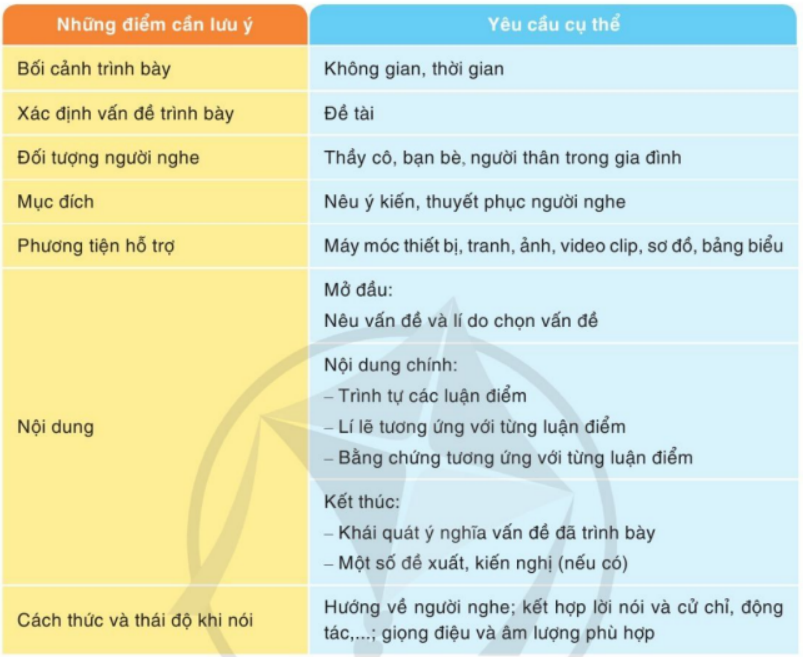 Những điểm cần lưu ý
Yêu cầu cụ thể
Bối cảnh trình bày
Không gian, thời gian
Xác định vấn đề trình bày
Đề tài
Đối tượng người nghe
Thầy cô, bạn bè, người thân trong gia đình
Mục đích
Nêu ý kiến, thuyết phục người nghe
Phương tiện hỗ trợ
Máy móc thiết bị, tranh, ảnh, video clip, sơ đồ, bảng biểu
Nội dung
Mở đầu:
Nêu vấn đề và lí do chọn vấn đề
Nội dung chính:
– Trình tự các luận điểm
– Lí lẽ tương ứng với từng luận điểm
– Bằng chứng tương ứng với từng luận điểm
Kết thúc:
– Khái quát ý nghĩa vấn đề đã trình bày
– Một số đề xuất, kiến nghị (nếu có)
Cách thức và thái độ khi nói
Hướng về người nghe; kết hợp lời nói và cử chỉ, động
tác,...; giọng điệu và âm lượng phù hợp